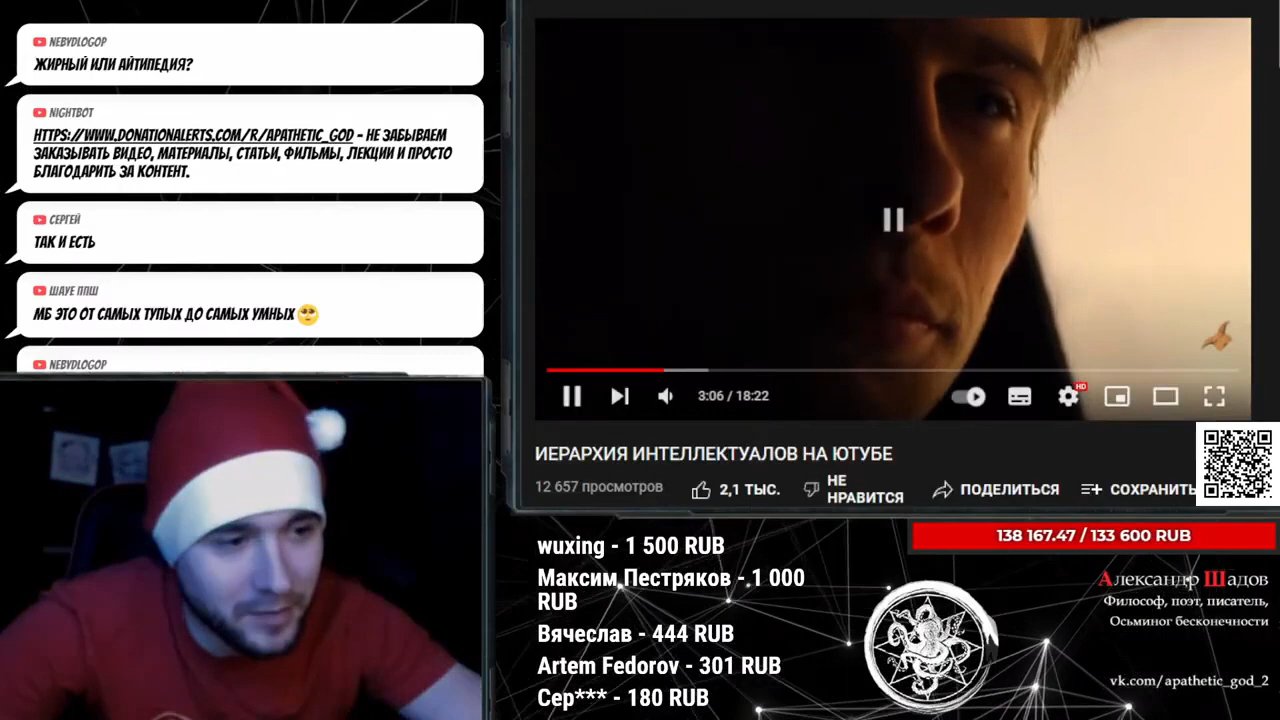 NEBYDLOGOP
ЖИРНЫЙ ИЛИ АЙТИПЕДИЯ?
NIGHTBOT
HTTPS://WWW.DONATIONALERTS.COM/R/APATHETIC_GOD - НЕ ЗАБЫВАЕМ
ЗАКАЗЫВАТЬ ВИДЕО, МАТЕРИАЛЫ, СТАТЬИ, ФИЛЬМЫ, ЛЕКЦИИ И ПРОСТО
БЛАГОДАРИТЬ ЗА КОНТЕНТ.
СЕРГЕЙ
ТАК И ЕСТЬ
ШАУЕ ППШ
МБ ЭТО ОТ САМЫХ ТУПЫХ ДО САМЫХ УМНЫХ
NEBYDLOGOP
3:06 / 18:22
HD
ИЕРАРХИЯ ИНТЕЛЛЕКТУАЛОВ НА ЮТУБЕ
12 657 просмотров
2,1 ТЫС.
НЕ
НРАВИТСЯ
ПОДЕЛИТЬСЯ
СОХРАНИТЬ
138 167.47 / 133 600 RUB
wuxing - 1 500 RUB
Максим Пестряков - 1 000
RUB
Вячеслав - 444 RUB
Artem Fedorov - 301 RUB
Сер*** - 180 RUB
Александр Шадов
Философ, поэт, писатель,
Осьминог бесконечности
vk.com/apathetic_god_2